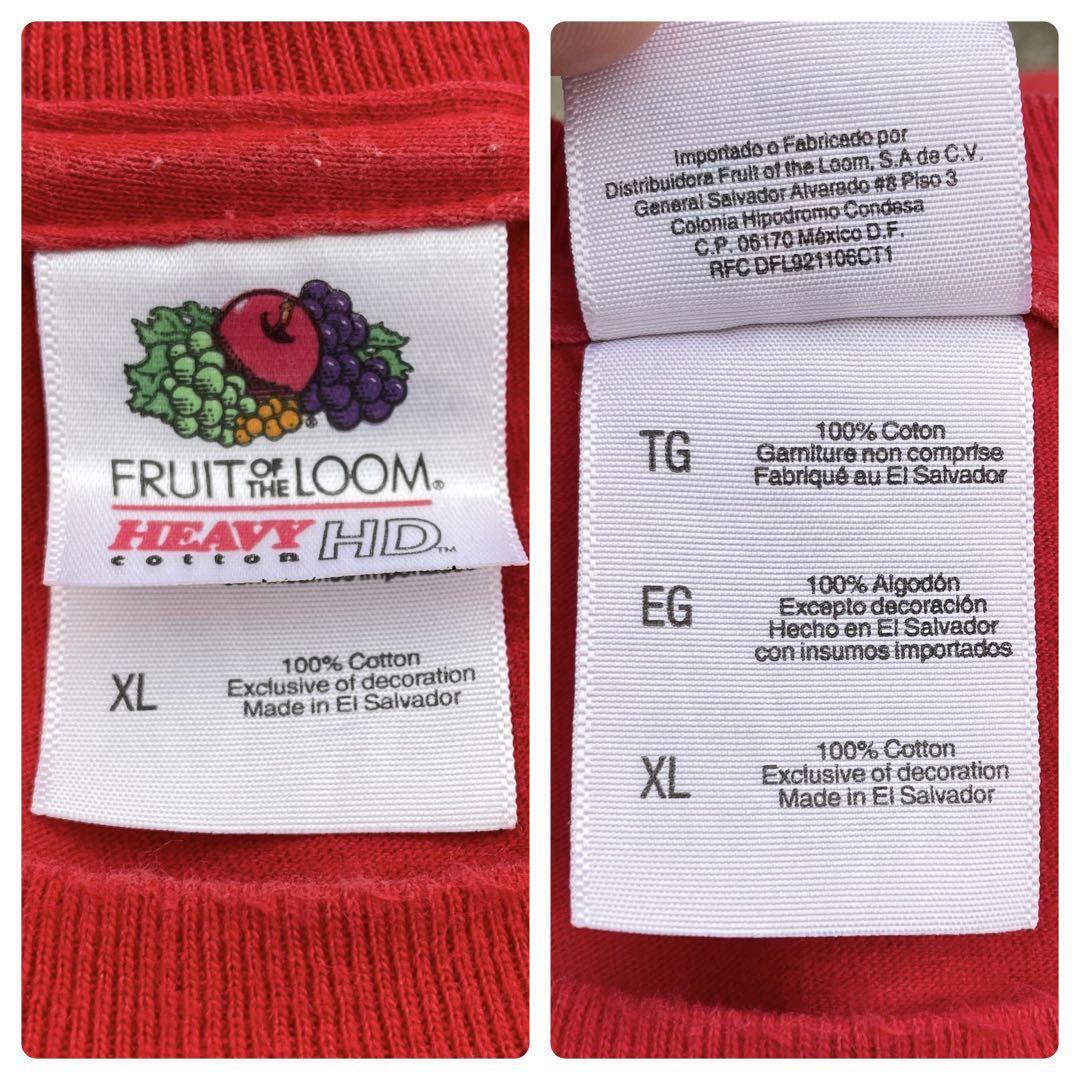 FRUIT OF THE LOOM®
HEAVY cotton HD™
XL
100% Cotton
Exclusive of decoration
Made in El Salvador
Importado o Fabricado por
Distribuidora Fruit of the Loom, S.A de C.V.
General Salvador Alvarado #8 Piso 3
Colonia Hipodromo Condesa
C.P. 06170 México D.F.
RFC DFL921106CT1
TG
100% Coton
Garniture non comprise
Fabriqué au El Salvador
EG
100% Algodón
Excepto decoración
Hecho en El Salvador
con insumos importados
XL
100% Cotton
Exclusive of decoration
Made in El Salvador